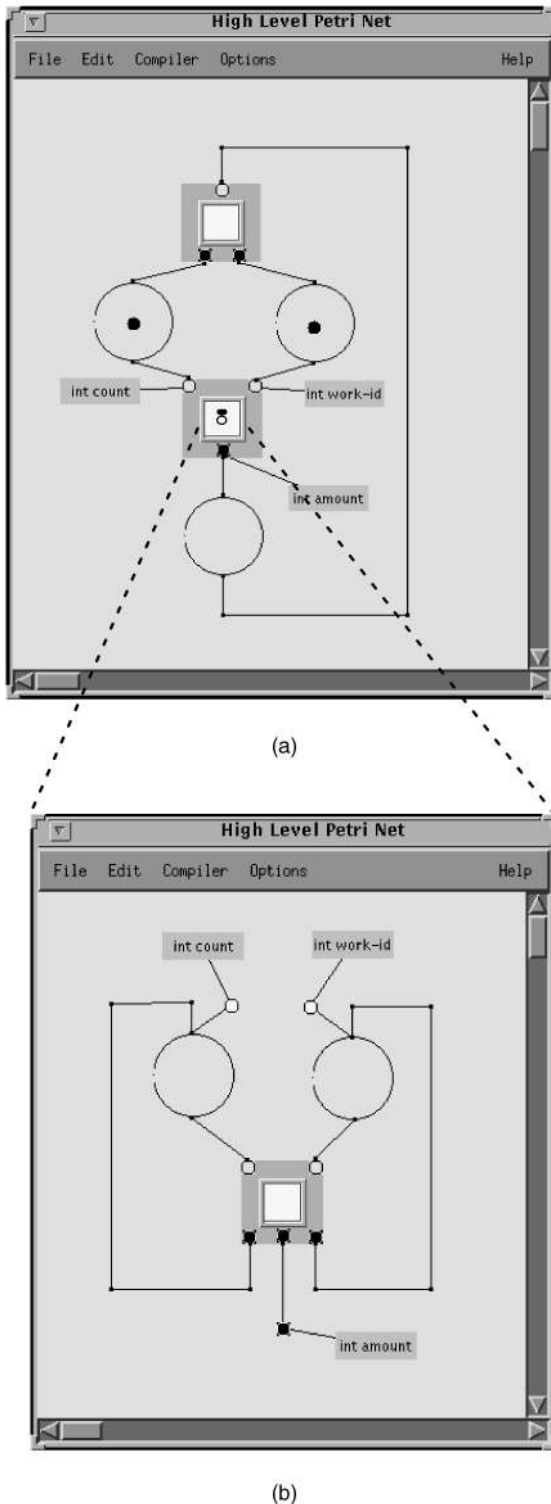 High Level Petri Net
File Edit Compiler Options Help
int count
int work-id
int amount
(a)
High Level Petri Net
File Edit Compiler Options Help
int count
int work-id
int amount
(b)